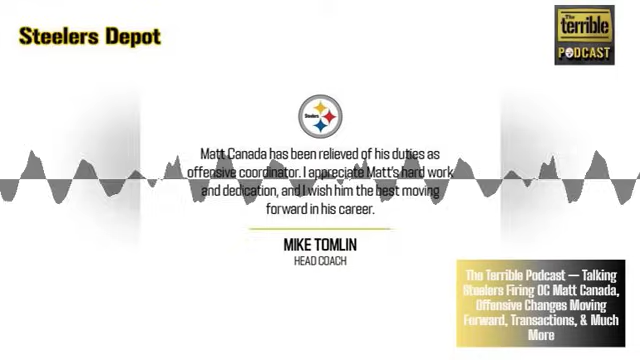 Steelers Depot
The
terrible
PODCAST
Steelers
Matt Canada has been relieved of his duties as
offensive coordinator. I appreciate Matt's hard work
and dedication, and I wish him the best moving
forward in his career.
MIKE TOMLIN
HEAD COACH
The Terrible Podcast — Talking
Steelers Firing OC Matt Canada,
Offensive Changes Moving
Forward, Transactions, & Much
More